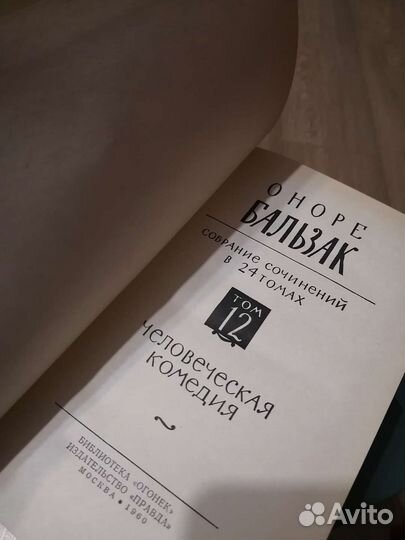 ОНОРЕ
БАЛЬЗАК
СОБРАНИЕ СОЧИНЕНИЙ
В 24 ТОМАХ
ТОМ
12
ЧЕЛОВЕЧЕСКАЯ
КОМЕДИЯ
БИБЛИОТЕКА «ОГОНЕК»
ИЗДАТЕЛЬСТВО «ПРАВДА»
МОСКВА • 1960
Avito